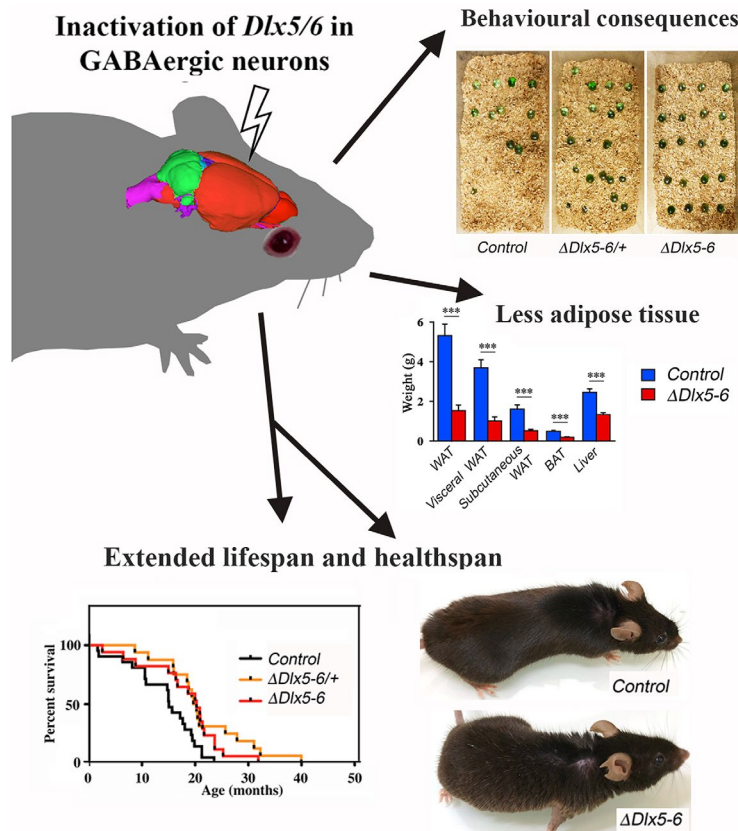 Inactivation of Dlx5/6 in
GABAergic neurons
Behavioural consequences
Control
ΔDlx5-6/+
ΔDlx5-6
Less adipose tissue
Weight (g)
6
4
2
0
***
***
***
***
***
Control
ΔDlx5-6
WAT
Visceral WAT
Subcutaneous WAT
BAT
Liver
Extended lifespan and healthspan
Percent survival
100
50
0
0 10 20 30 40 50
Age (months)
Control
ΔDlx5-6/+
ΔDlx5-6
Control
ΔDlx5-6